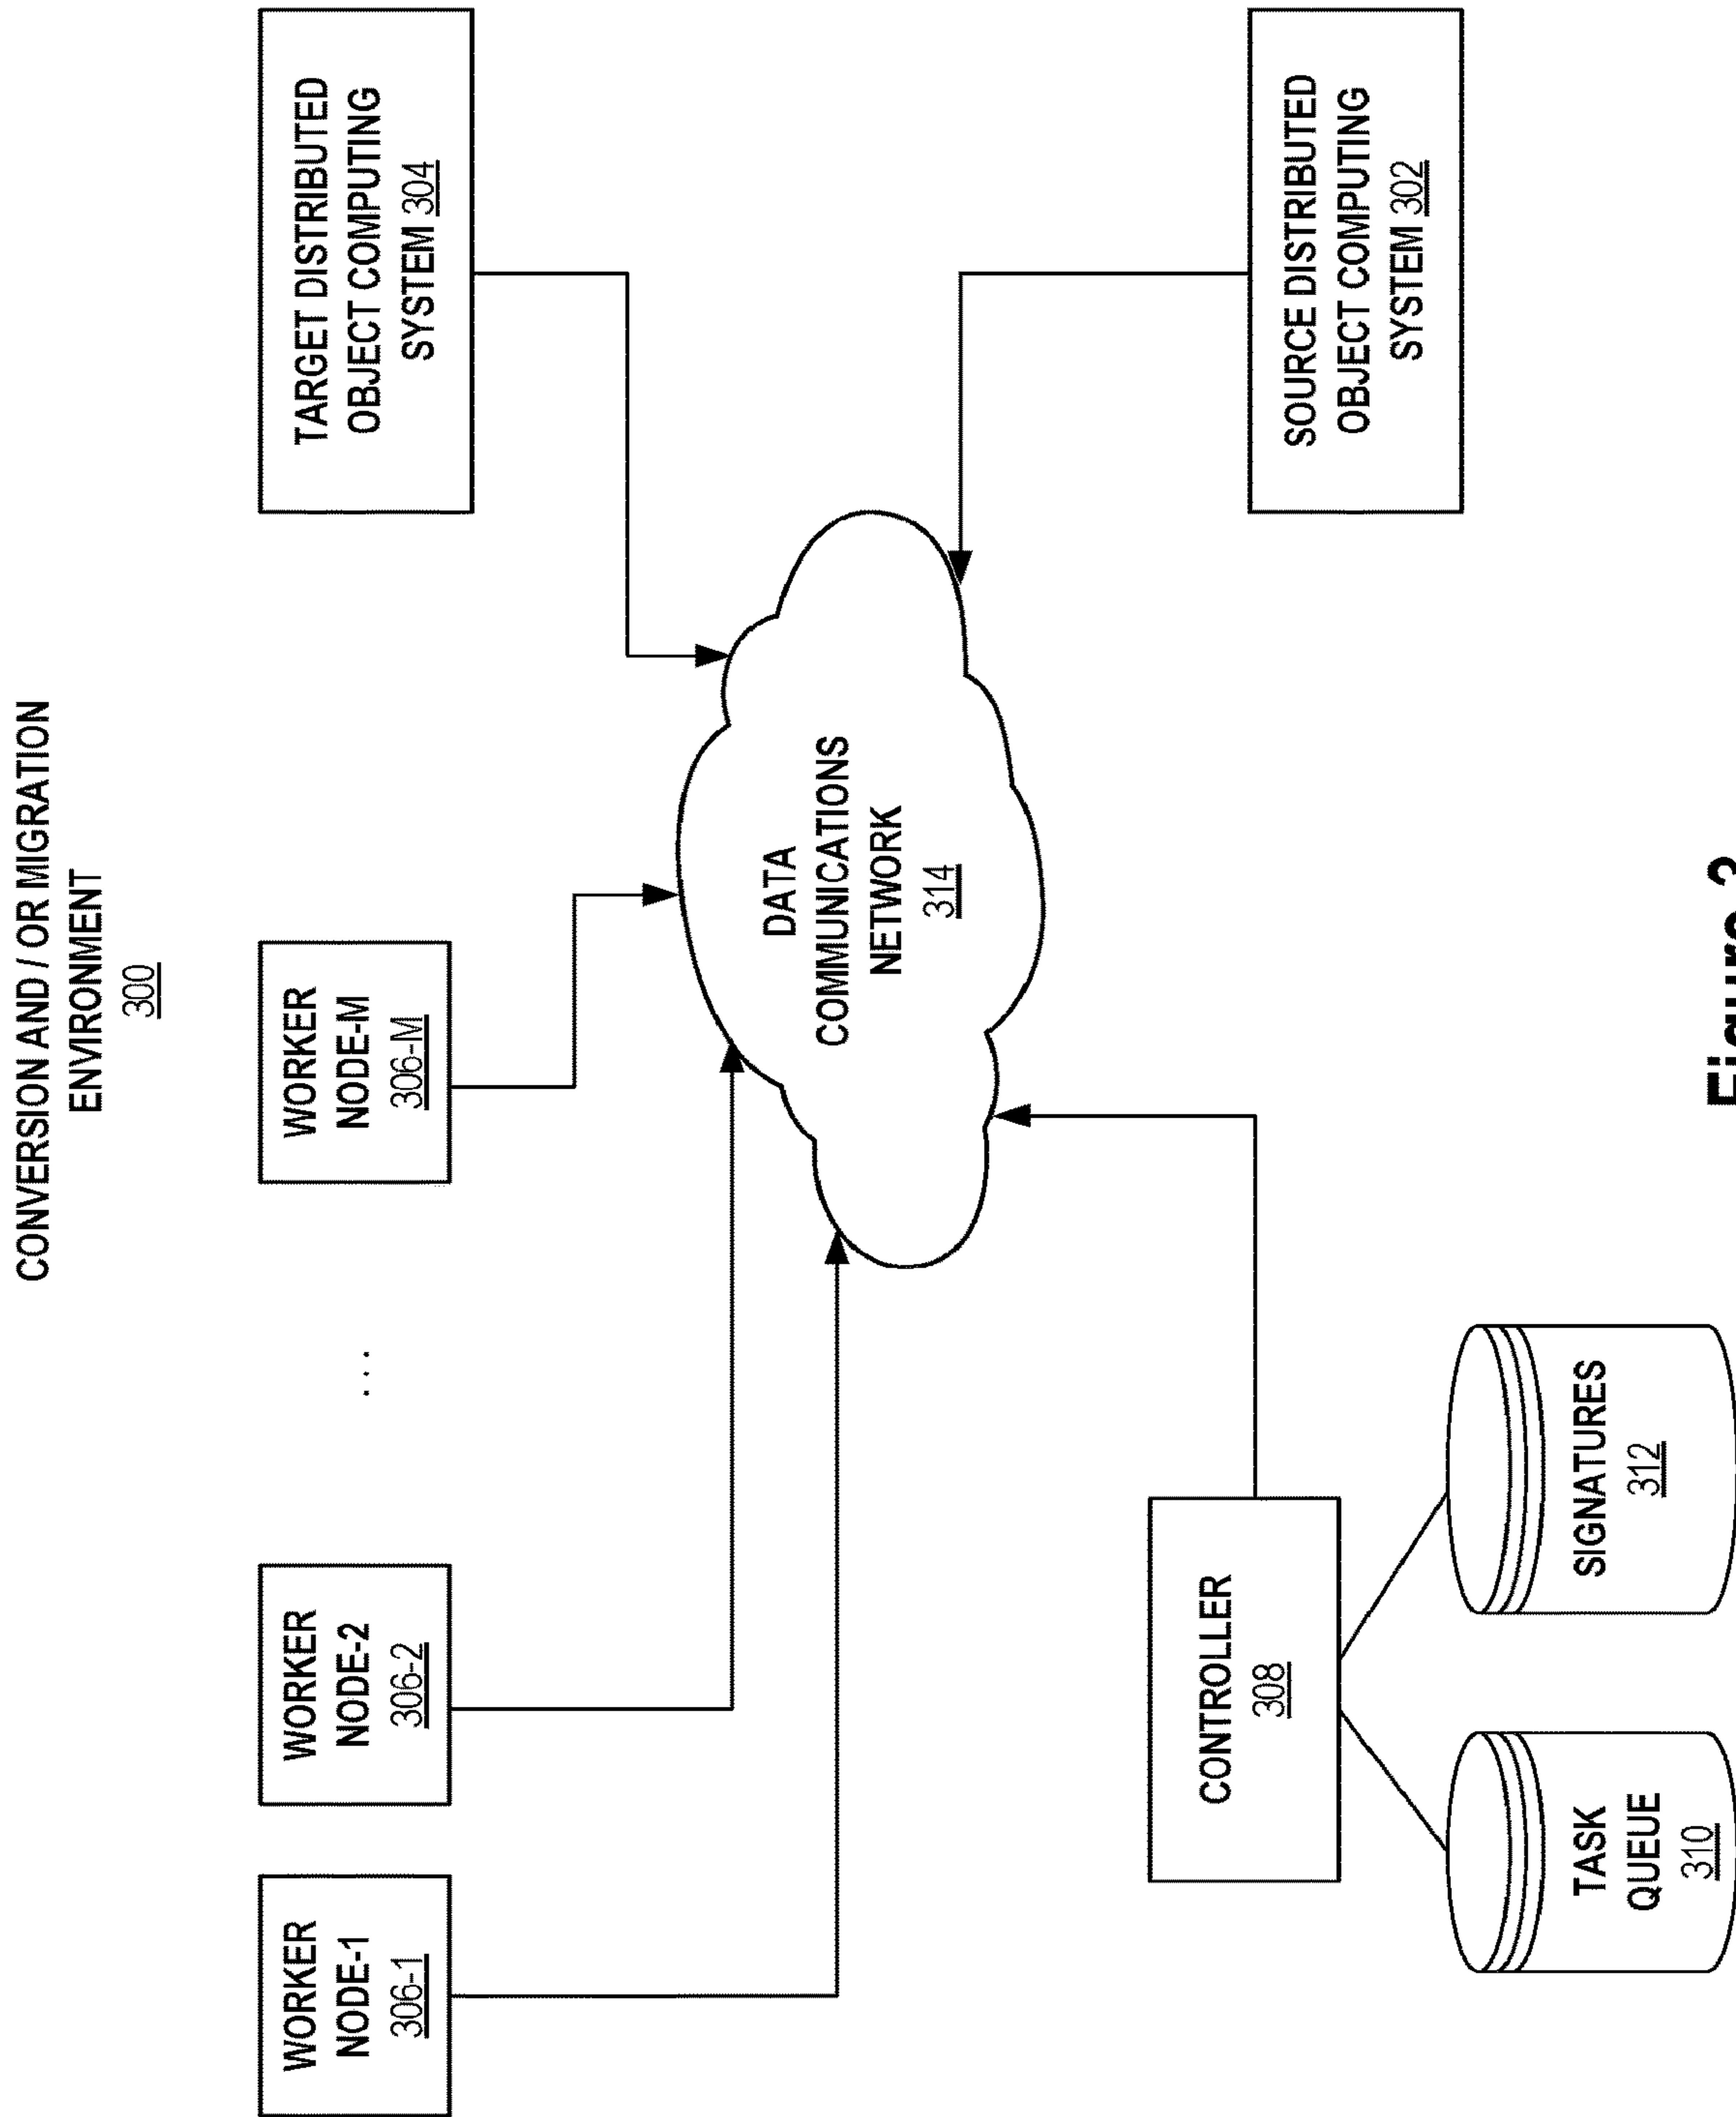 CONVERSION AND / OR MIGRATION
ENVIRONMENT
300
WORKER
NODE-1
306-1
WORKER
NODE-2
306-2
...
WORKER
NODE-M
306-M
TARGET DISTRIBUTED
OBJECT COMPUTING
SYSTEM 304
DATA
COMMUNICATIONS
NETWORK
314
CONTROLLER
308
SOURCE DISTRIBUTED
OBJECT COMPUTING
SYSTEM 302
TASK
QUEUE
310
SIGNATURES
312
Figure